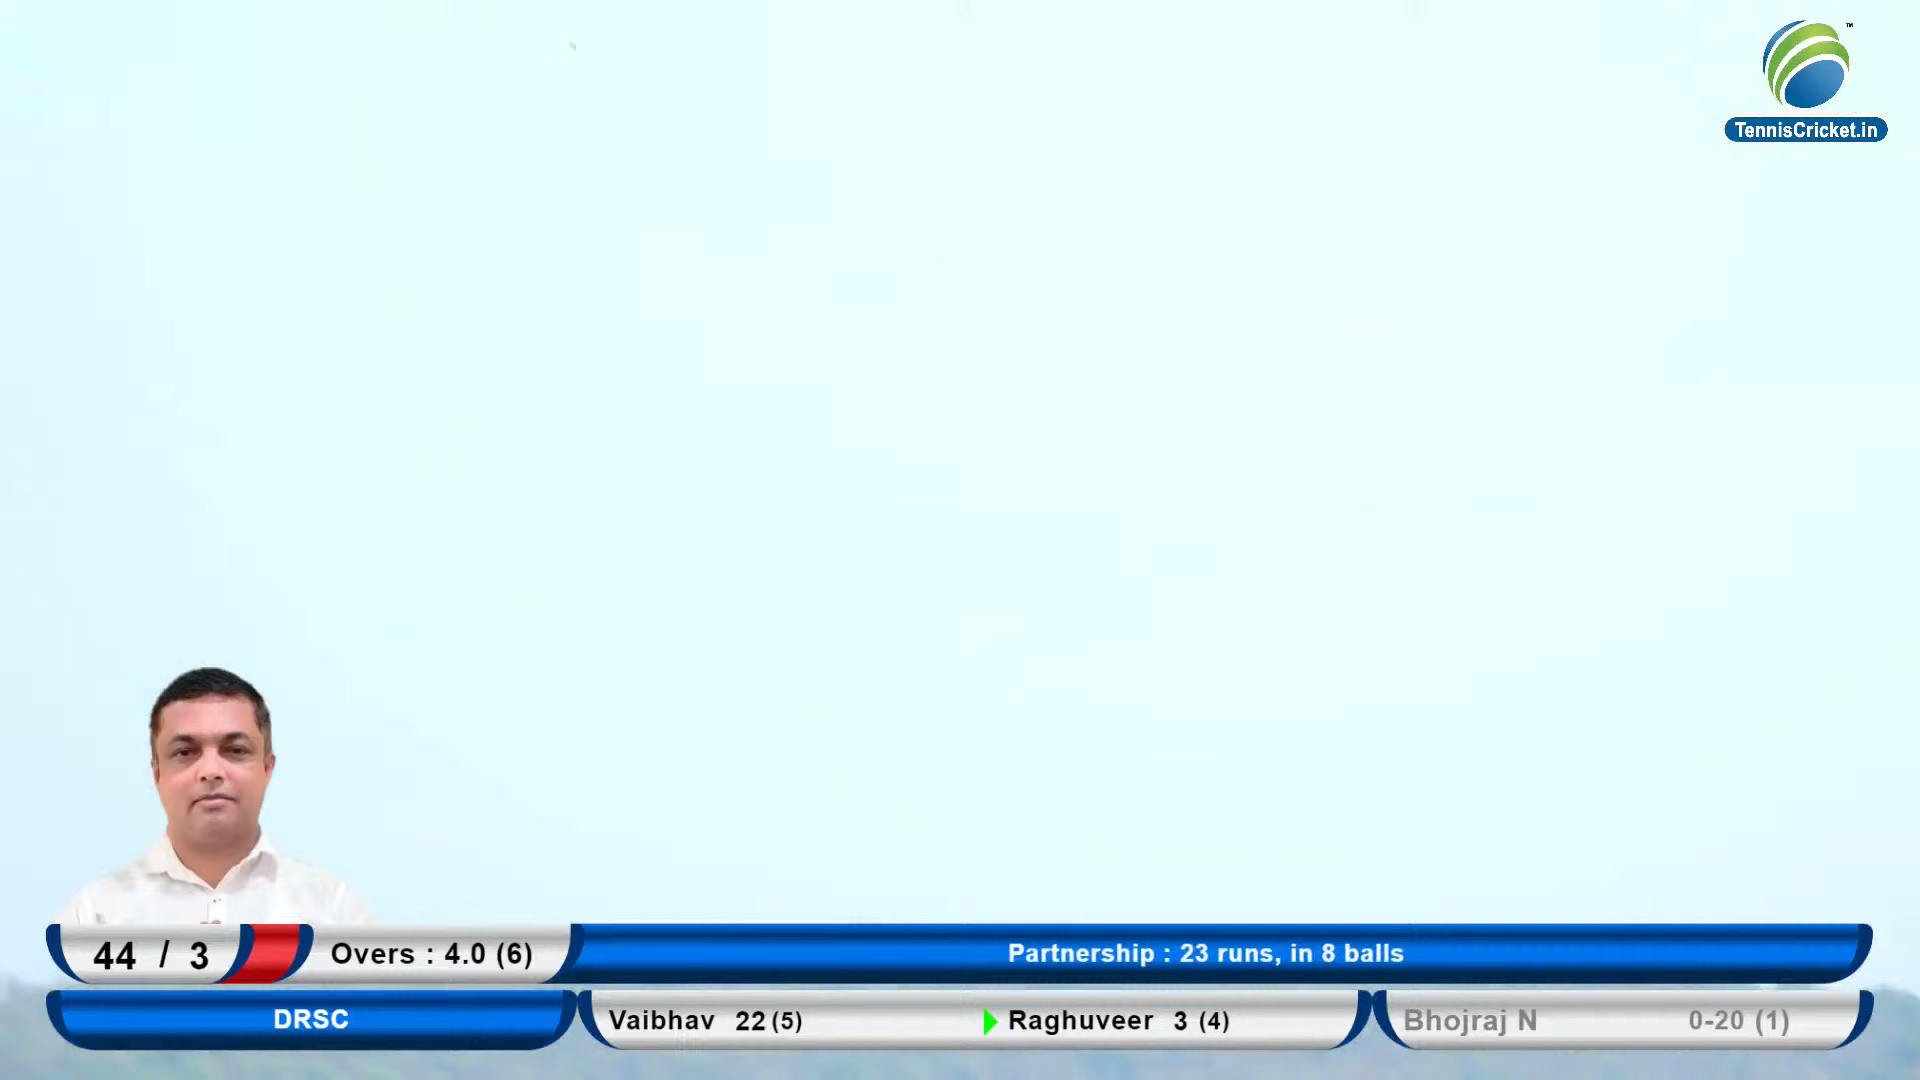 TM
TennisCricket.in
44 / 3
Overs : 4.0 (6)
Partnership : 23 runs, in 8 balls
DRSC
Vaibhav 22 (5)
Raghuveer 3 (4)
Bhojraj N 0-20 (1)